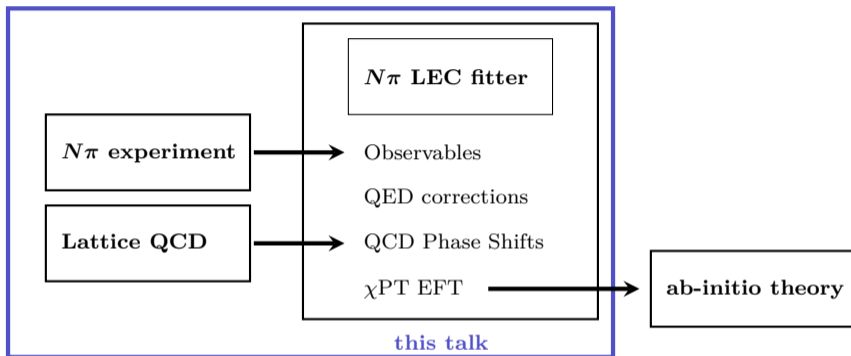 Nπ LEC fitter
Nπ experiment
Observables
QED corrections
Lattice QCD
QCD Phase Shifts
χPT EFT
ab-initio theory
this talk